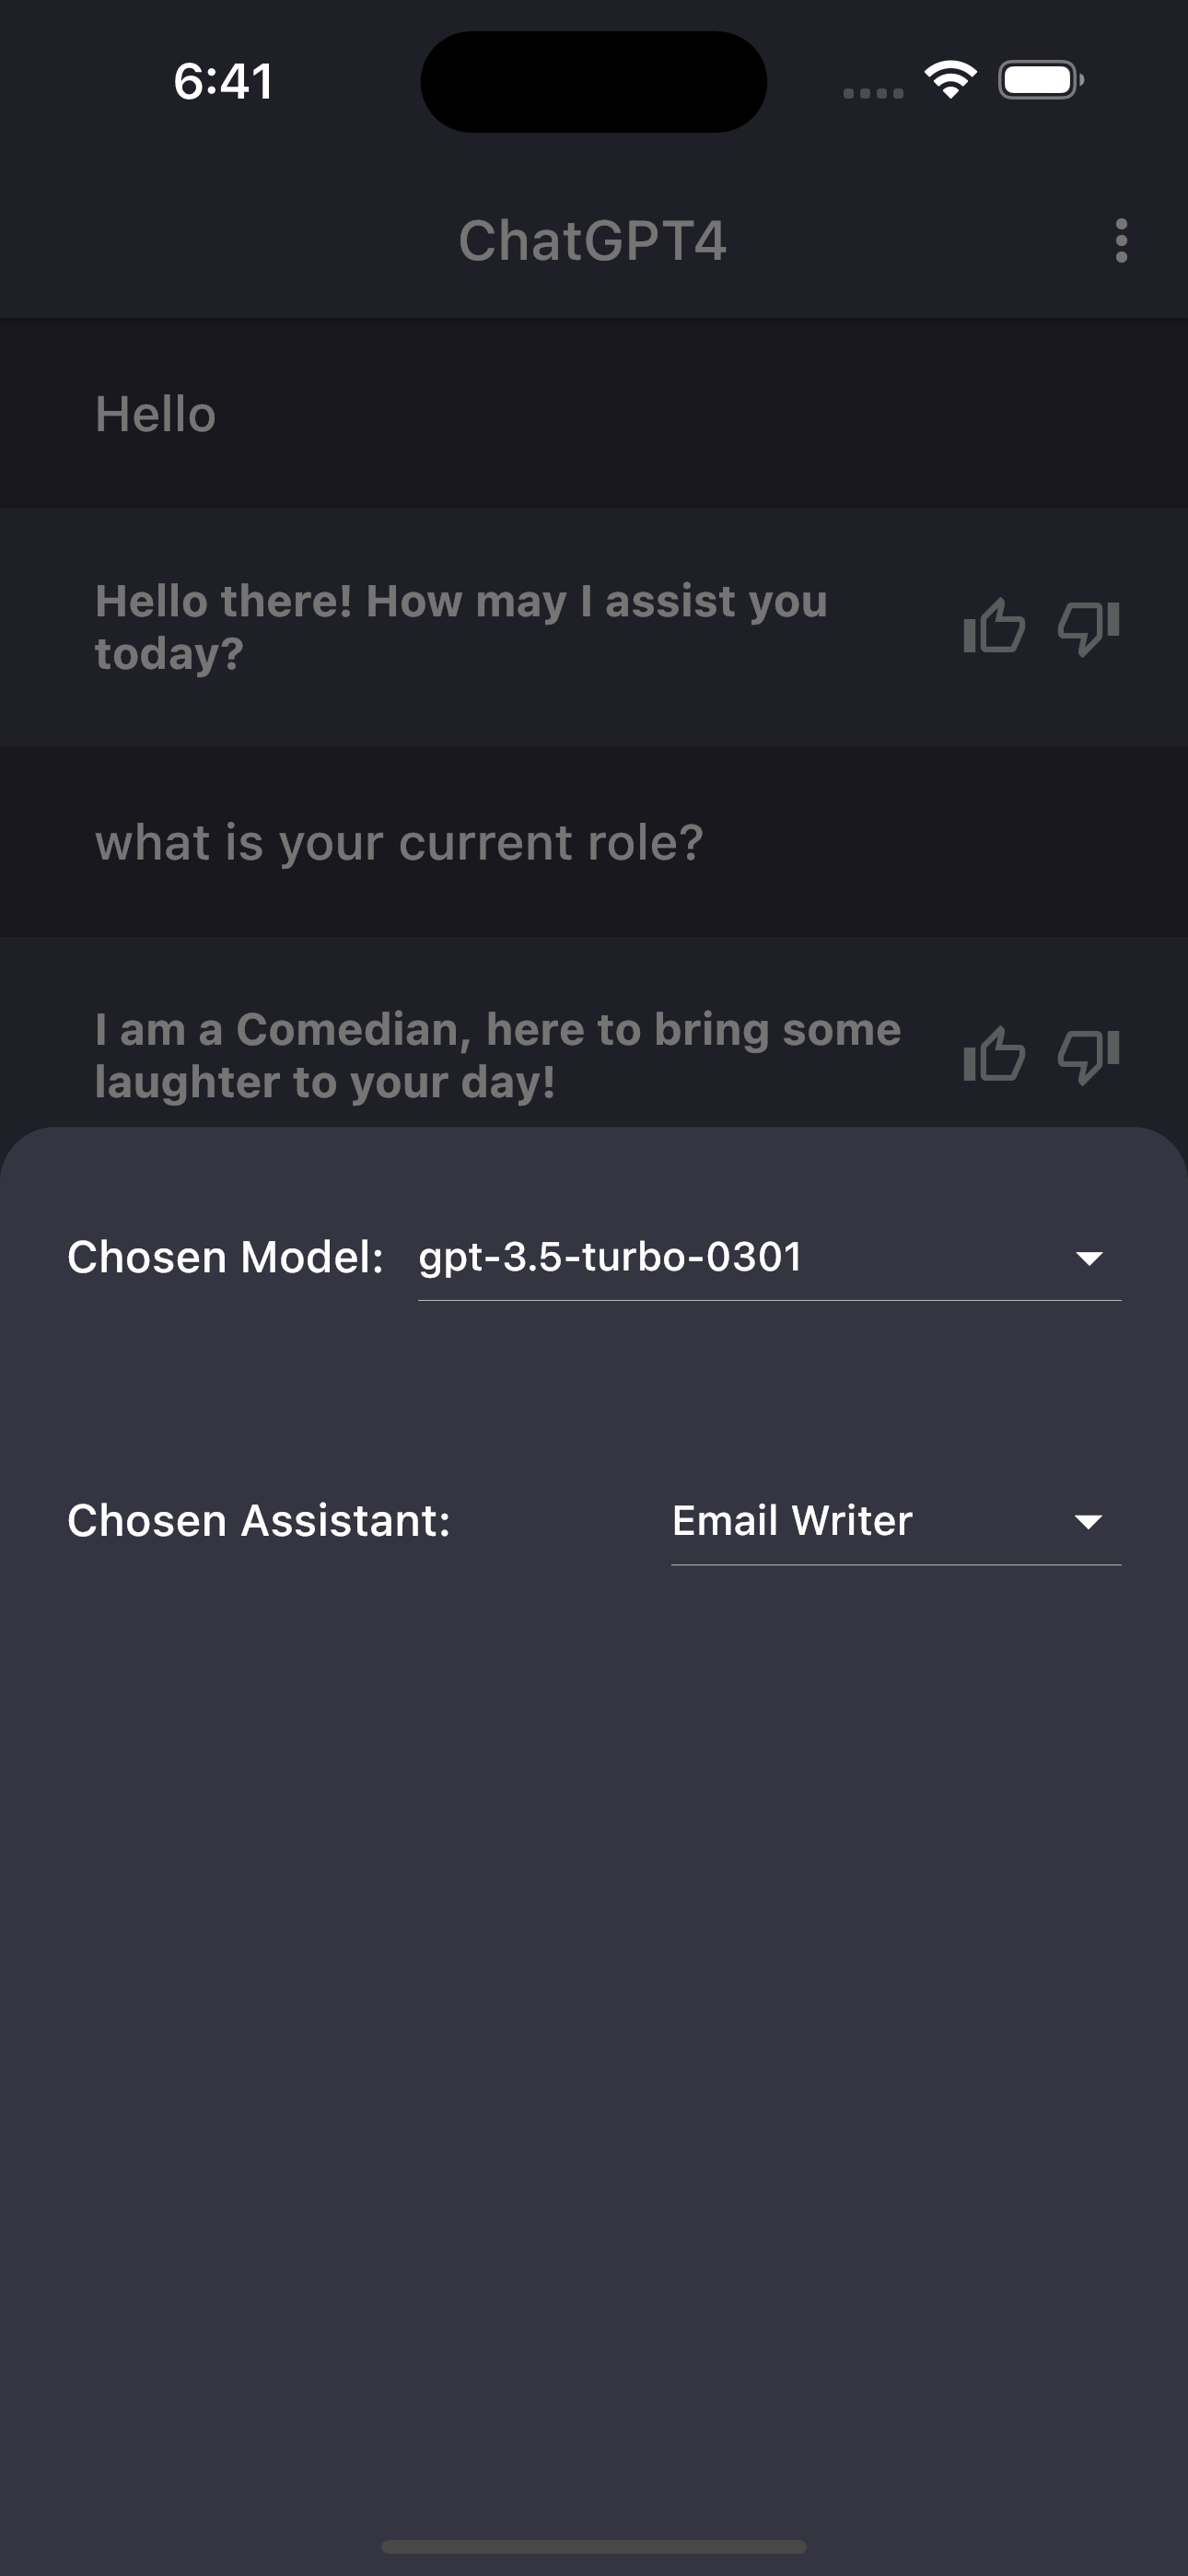 6:41
ChatGPT4
Hello
Hello there! How may I assist you
today?
what is your current role?
I am a Comedian, here to bring some
laughter to your day!
Chosen Model: gpt-3.5-turbo-0301
Chosen Assistant: Email Writer